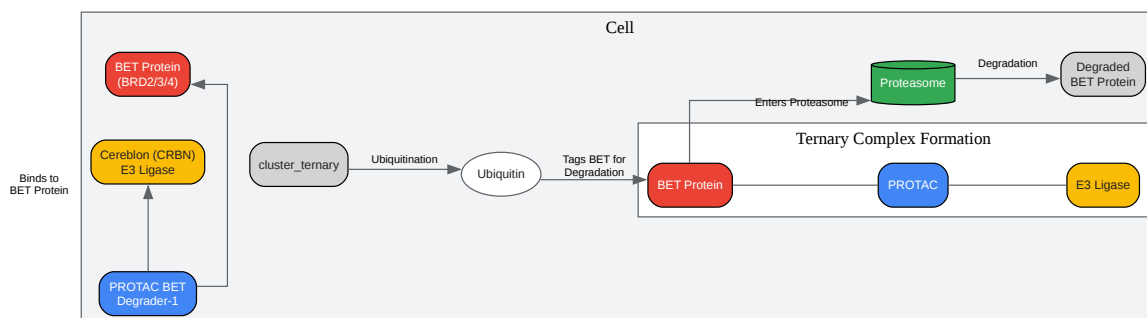 Cell
BET Protein
(BRD2/3/4)
Degradation
Proteasome
Degraded
BET Protein
Enters Proteasome
Ternary Complex Formation
Cereblon (CRBN)
E3 Ligase
cluster_ternary
Ubiquitination
Ubiquitin
Tags BET for
Degradation
BET Protein
PROTAC
E3 Ligase
Binds to
BET Protein
PROTAC BET
Degrader-1